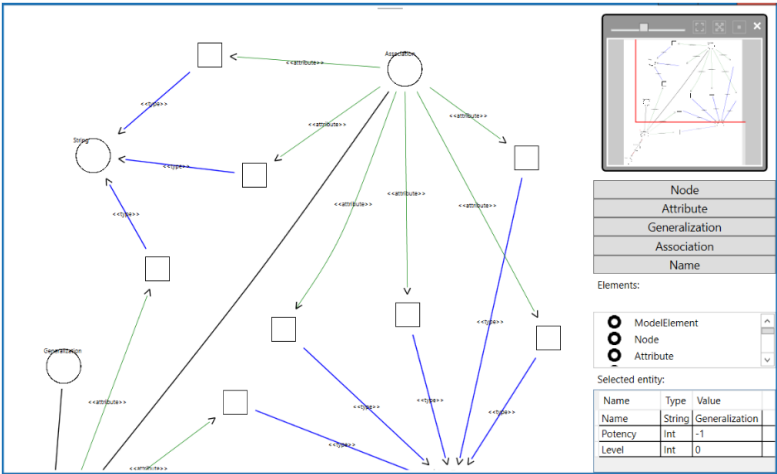 Association
<<attribute>>
<<type>>
String
<<attribute>>
<<attribute>>
<<type>>
<<attribute>>
<<attribute>>
<<attribute>>
<<type>>
<<type>>
Generalization
<<attribute>>
<<type>>
<<type>>
<<type>>
<<attribute>>
Node
Attribute
Generalization
Association
Name
Elements:
ModelElement
Node
Attribute
Selected entity:
Name Type Value
Name String Generalization
Potency Int -1
Level Int 0